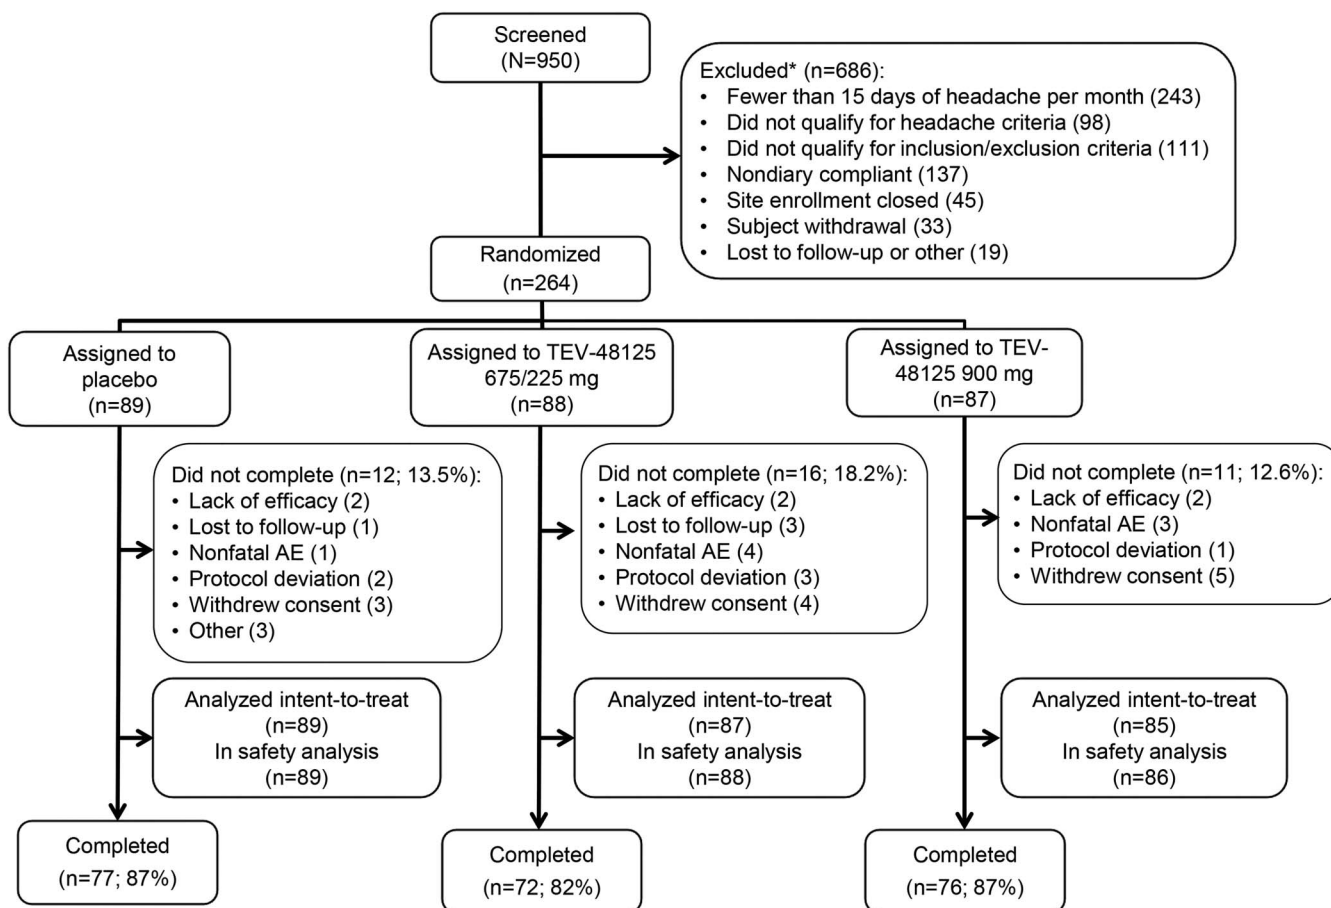 Screened
(N=950)
Excluded* (n=686):
• Fewer than 15 days of headache per month (243)
• Did not qualify for headache criteria (98)
• Did not qualify for inclusion/exclusion criteria (111)
• Nondiary compliant (137)
• Site enrollment closed (45)
• Subject withdrawal (33)
• Lost to follow-up or other (19)
Randomized
(n=264)
Assigned to
placebo
(n=89)
Assigned to TEV-48125
675/225 mg
(n=88)
Assigned to TEV-
48125 900 mg
(n=87)
Did not complete (n=12; 13.5%):
• Lack of efficacy (2)
• Lost to follow-up (1)
• Nonfatal AE (1)
• Protocol deviation (2)
• Withdrew consent (3)
• Other (3)
Did not complete (n=16; 18.2%):
• Lack of efficacy (2)
• Lost to follow-up (3)
• Nonfatal AE (4)
• Protocol deviation (3)
• Withdrew consent (4)
Did not complete (n=11; 12.6%):
• Lack of efficacy (2)
• Nonfatal AE (3)
• Protocol deviation (1)
• Withdrew consent (5)
Analyzed intent-to-treat
(n=89)
In safety analysis
(n=89)
Analyzed intent-to-treat
(n=87)
In safety analysis
(n=88)
Analyzed intent-to-treat
(n=85)
In safety analysis
(n=86)
Completed
(n=77; 87%)
Completed
(n=72; 82%)
Completed
(n=76; 87%)